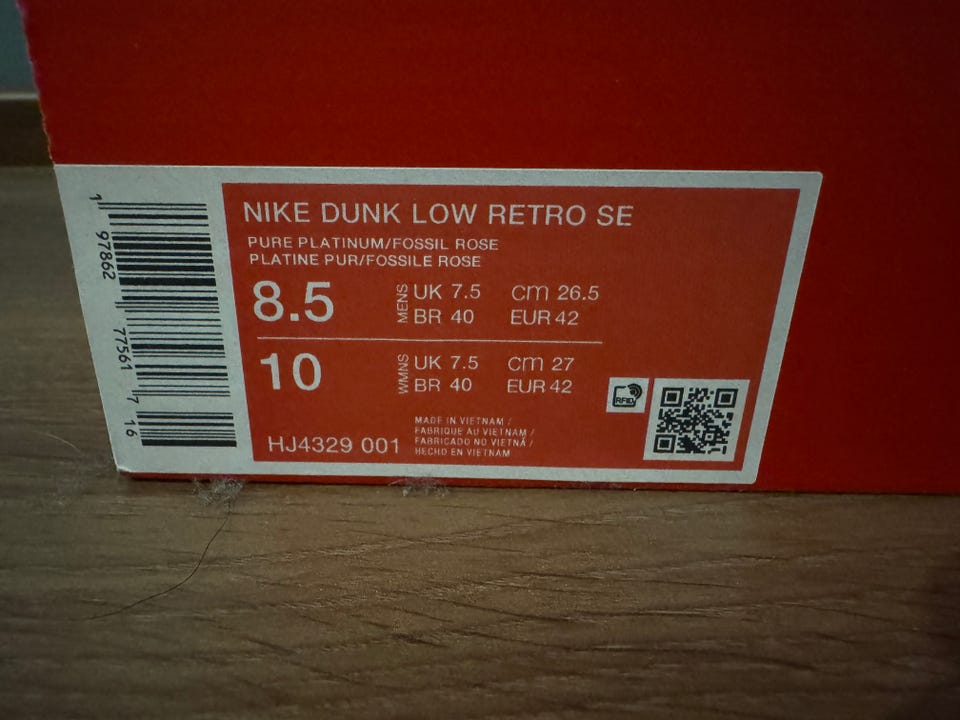 1 97862 77561 7 16
NIKE DUNK LOW RETRO SE
PURE PLATINUM/FOSSIL ROSE
PLATINE PUR/FOSSILE ROSE
8.5 MENS UK 7.5 cm 26.5
BR 40 EUR 42
10 WMNS UK 7.5 cm 27
BR 40 EUR 42
RFID
HJ4329 001
MADE IN VIETNAM /
FABRIQUE AU VIETNAM /
FABRICADO NO VIETNÃ /
HECHO EN VIETNAM